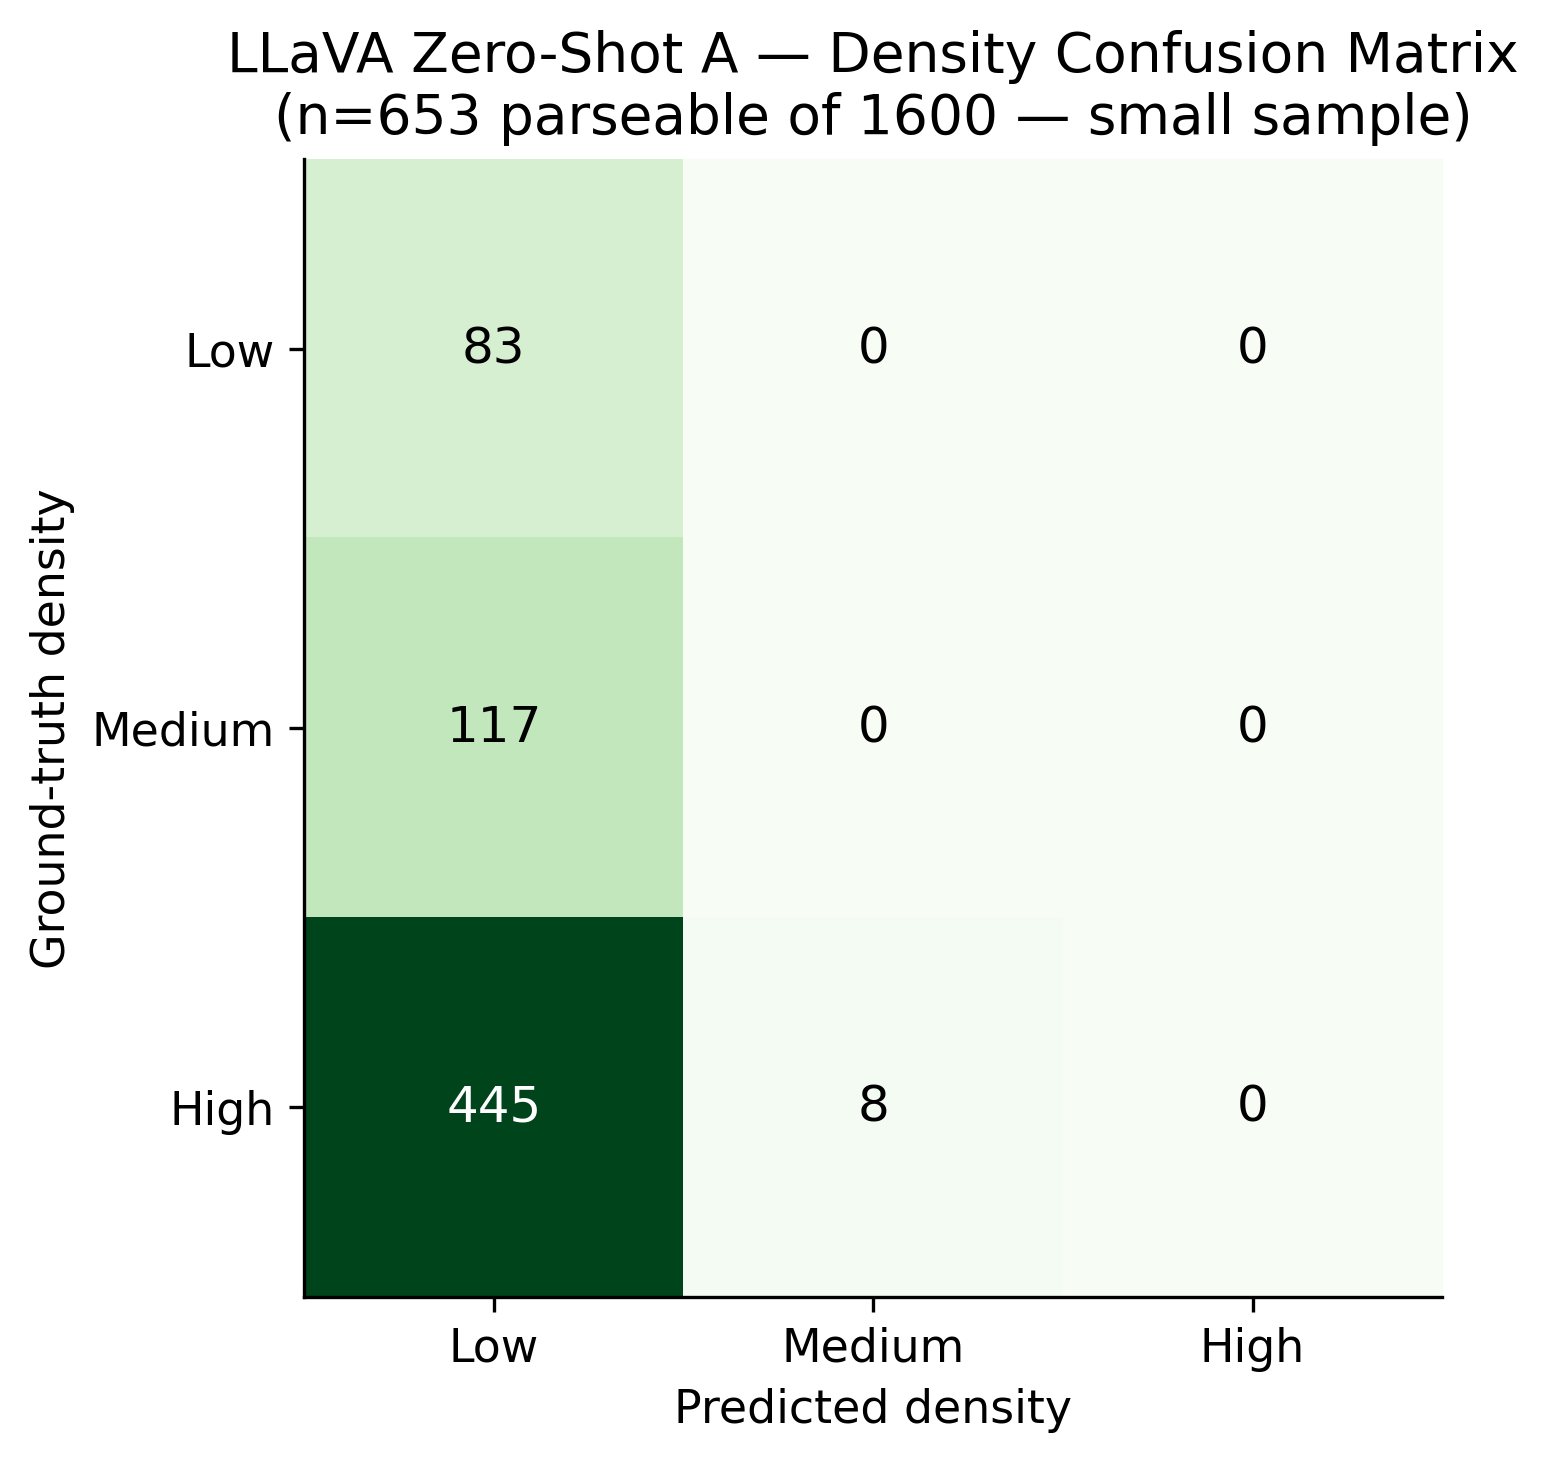 LLaVA Zero-Shot A — Density Confusion Matrix
(n=653 parseable of 1600 — small sample)
Ground-truth density
Low
83
0
0
Medium
117
0
0
High
445
8
0
Low
Medium
High
Predicted density